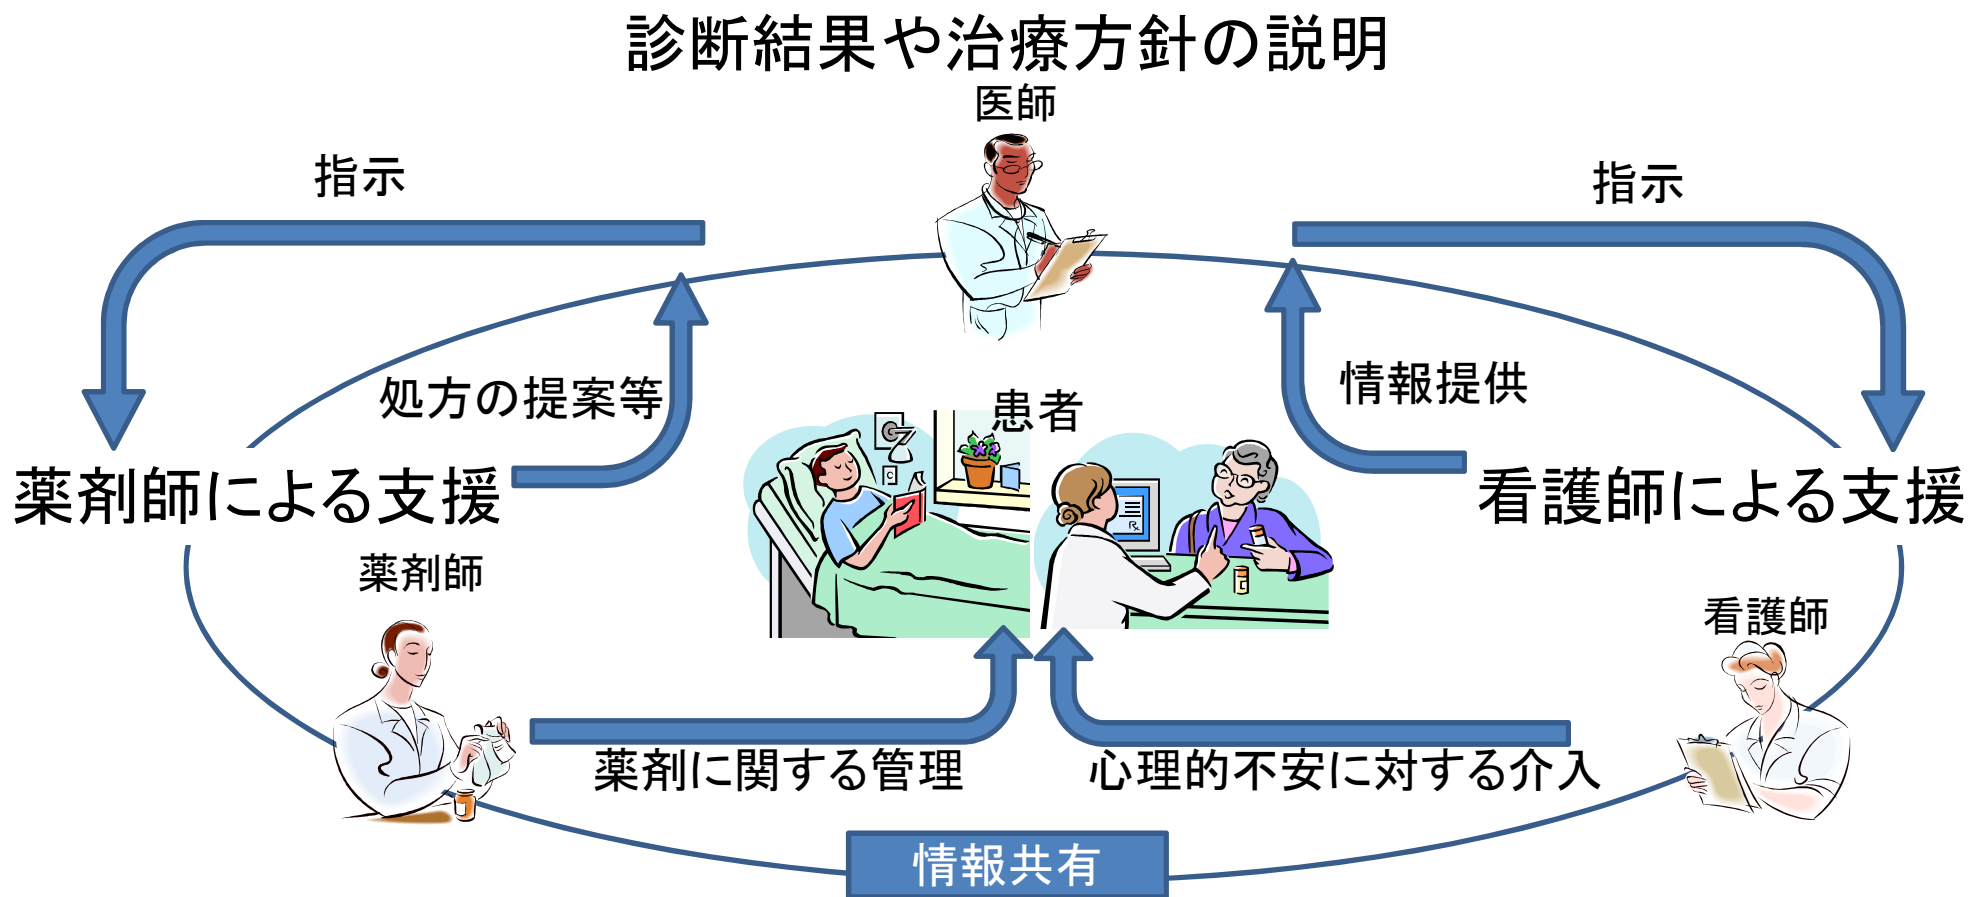 診断結果や治療方針の説明
医師
指示
指示
処方の提案等
患者
情報提供
薬剤師による支援
看護師による支援
薬剤師
看護師
薬剤に関する管理
心理的不安に対する介入
情報共有